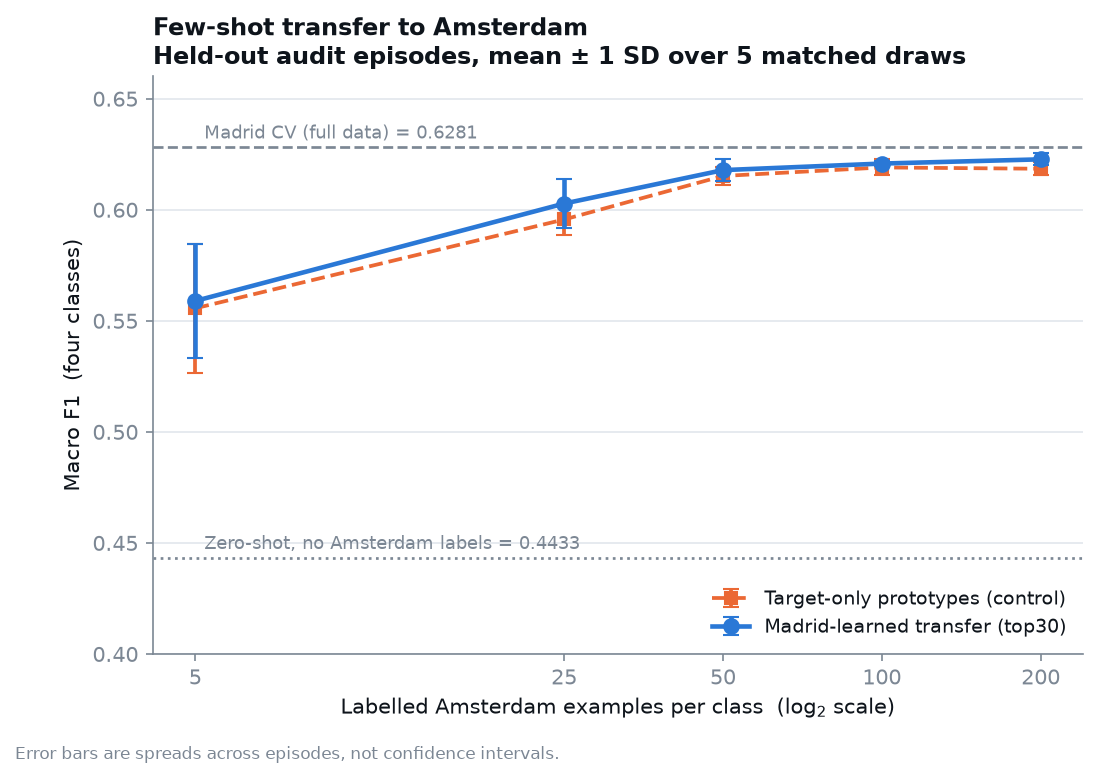 Few-shot transfer to Amsterdam
Held-out audit episodes, mean ± 1 SD over 5 matched draws
Macro F1 (four classes)
0.65
0.60
0.55
0.50
0.45
0.40
Madrid CV (full data) = 0.6281
Zero-shot, no Amsterdam labels = 0.4433
Target-only prototypes (control)
Madrid-learned transfer (top30)
5
25
50
100
200
Labelled Amsterdam examples per class (log₂ scale)
Error bars are spreads across episodes, not confidence intervals.